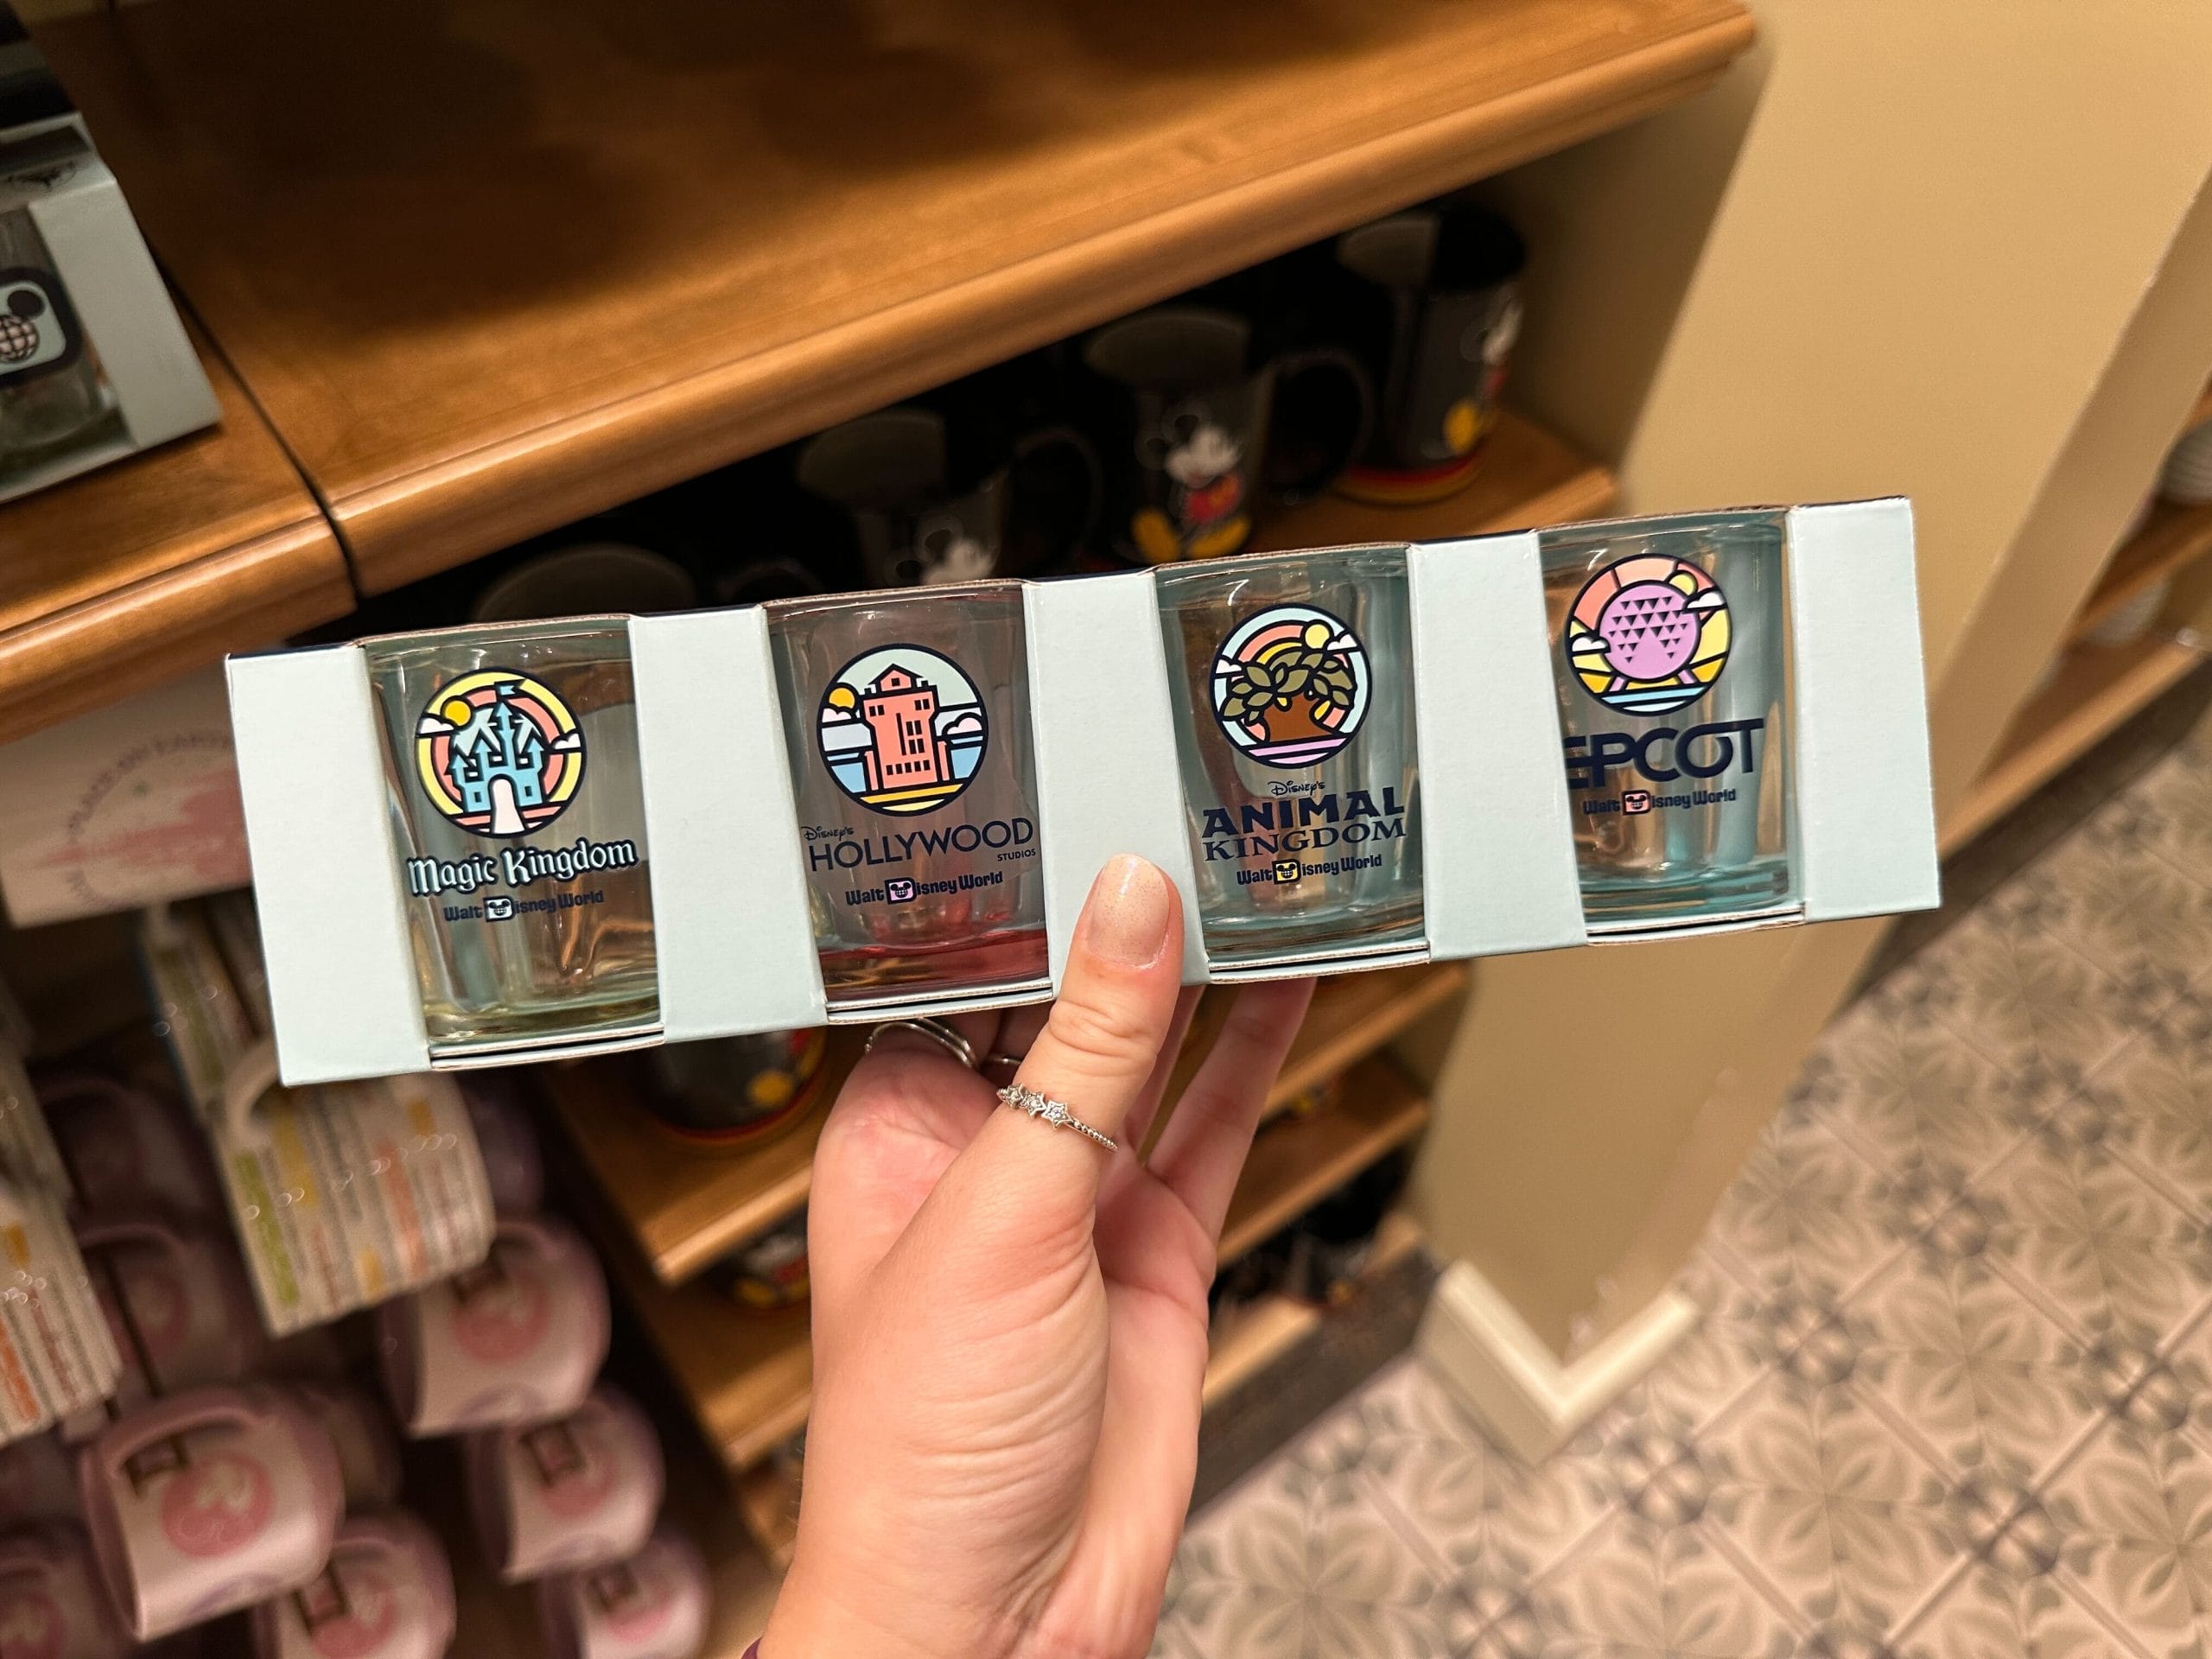 Magic Kingdom
Walt Disney World
Disney's
HOLLYWOOD
STUDIOS
Walt Disney World
Disney's
ANIMAL
KINGDOM
Walt Disney World
EPCOT
Walt Disney World